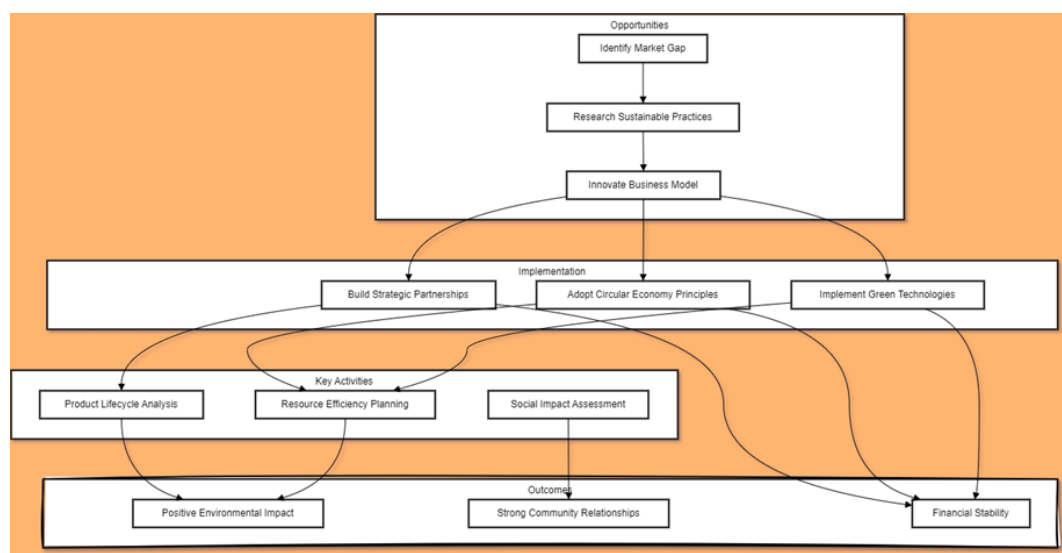 Opportunities
Identify Market Gap
Research Sustainable Practices
Innovate Business Model
Implementation
Build Strategic Partnerships
Adopt Circular Economy Principles
Implement Green Technologies
Key Activities
Product Lifecycle Analysis
Resource Efficiency Planning
Social Impact Assessment
Outcomes
Positive Environmental Impact
Strong Community Relationships
Financial Stability